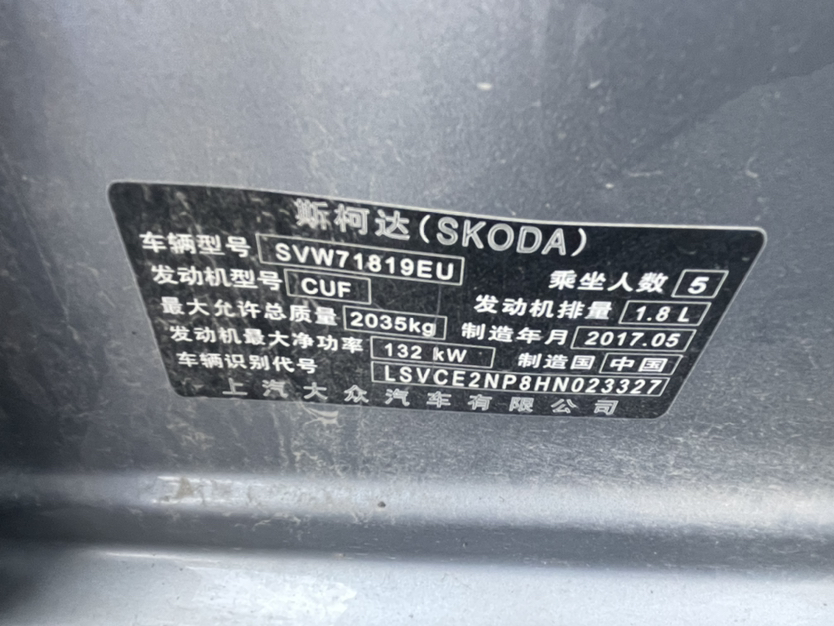 斯柯达(SKODA)
车辆型号 SVW71819EU 乘坐人数 5
发动机型号 CUF 发动机排量 1.8 L
最大允许总质量 2035kg 制造年月 2017.05
发动机最大净功率 132 kW 制造国 中国
车辆识别代号 LSVCE2NP8HN023327
上汽大众汽车有限公司